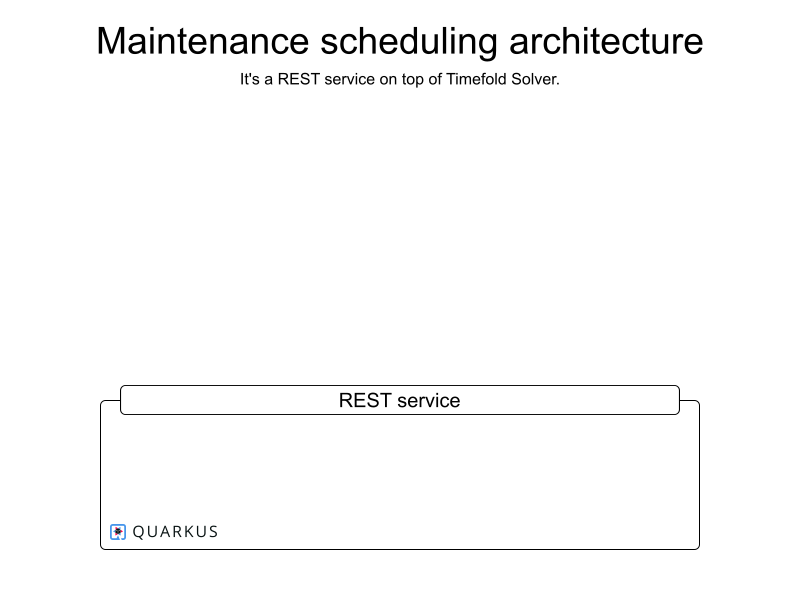 Maintenance scheduling architecture
It's a REST service on top of Timefold Solver.
REST service
QUARKUS